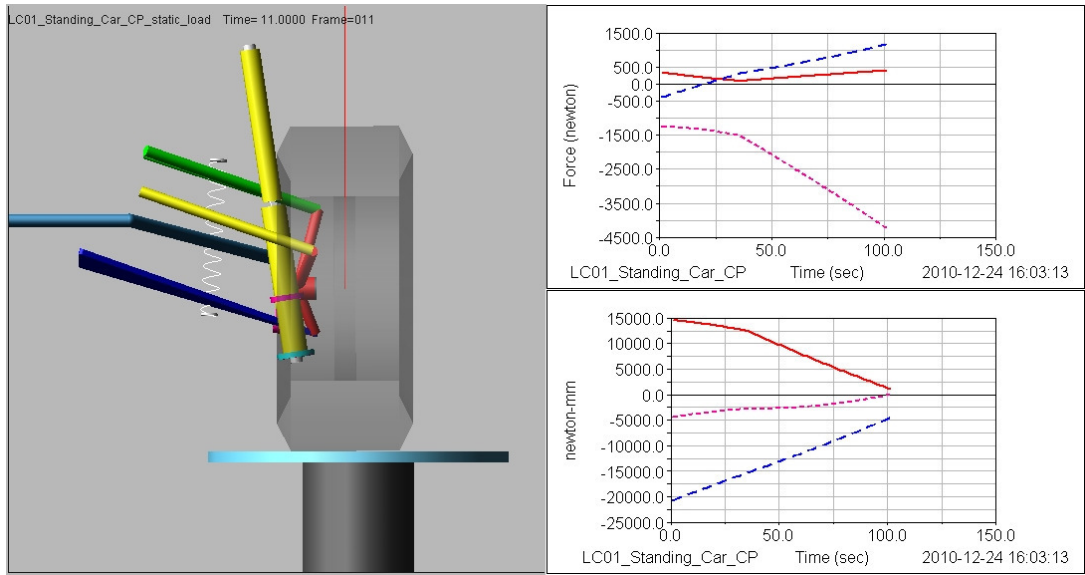 LC01_Standing_Car_CP_static_load Time= 11.0000 Frame=011
1500.0
500.0
0.0
-500.0
-1500.0
-2500.0
-3500.0
-4500.0
Force (newton)
0.0 50.0 100.0 150.0
LC01_Standing_Car_CP Time (sec) 2010-12-24 16:03:13
15000.0
10000.0
5000.0
0.0
-5000.0
-10000.0
-15000.0
-20000.0
-25000.0
newton-mm
0.0 50.0 100.0 150.0
LC01_Standing_Car_CP Time (sec) 2010-12-24 16:03:13